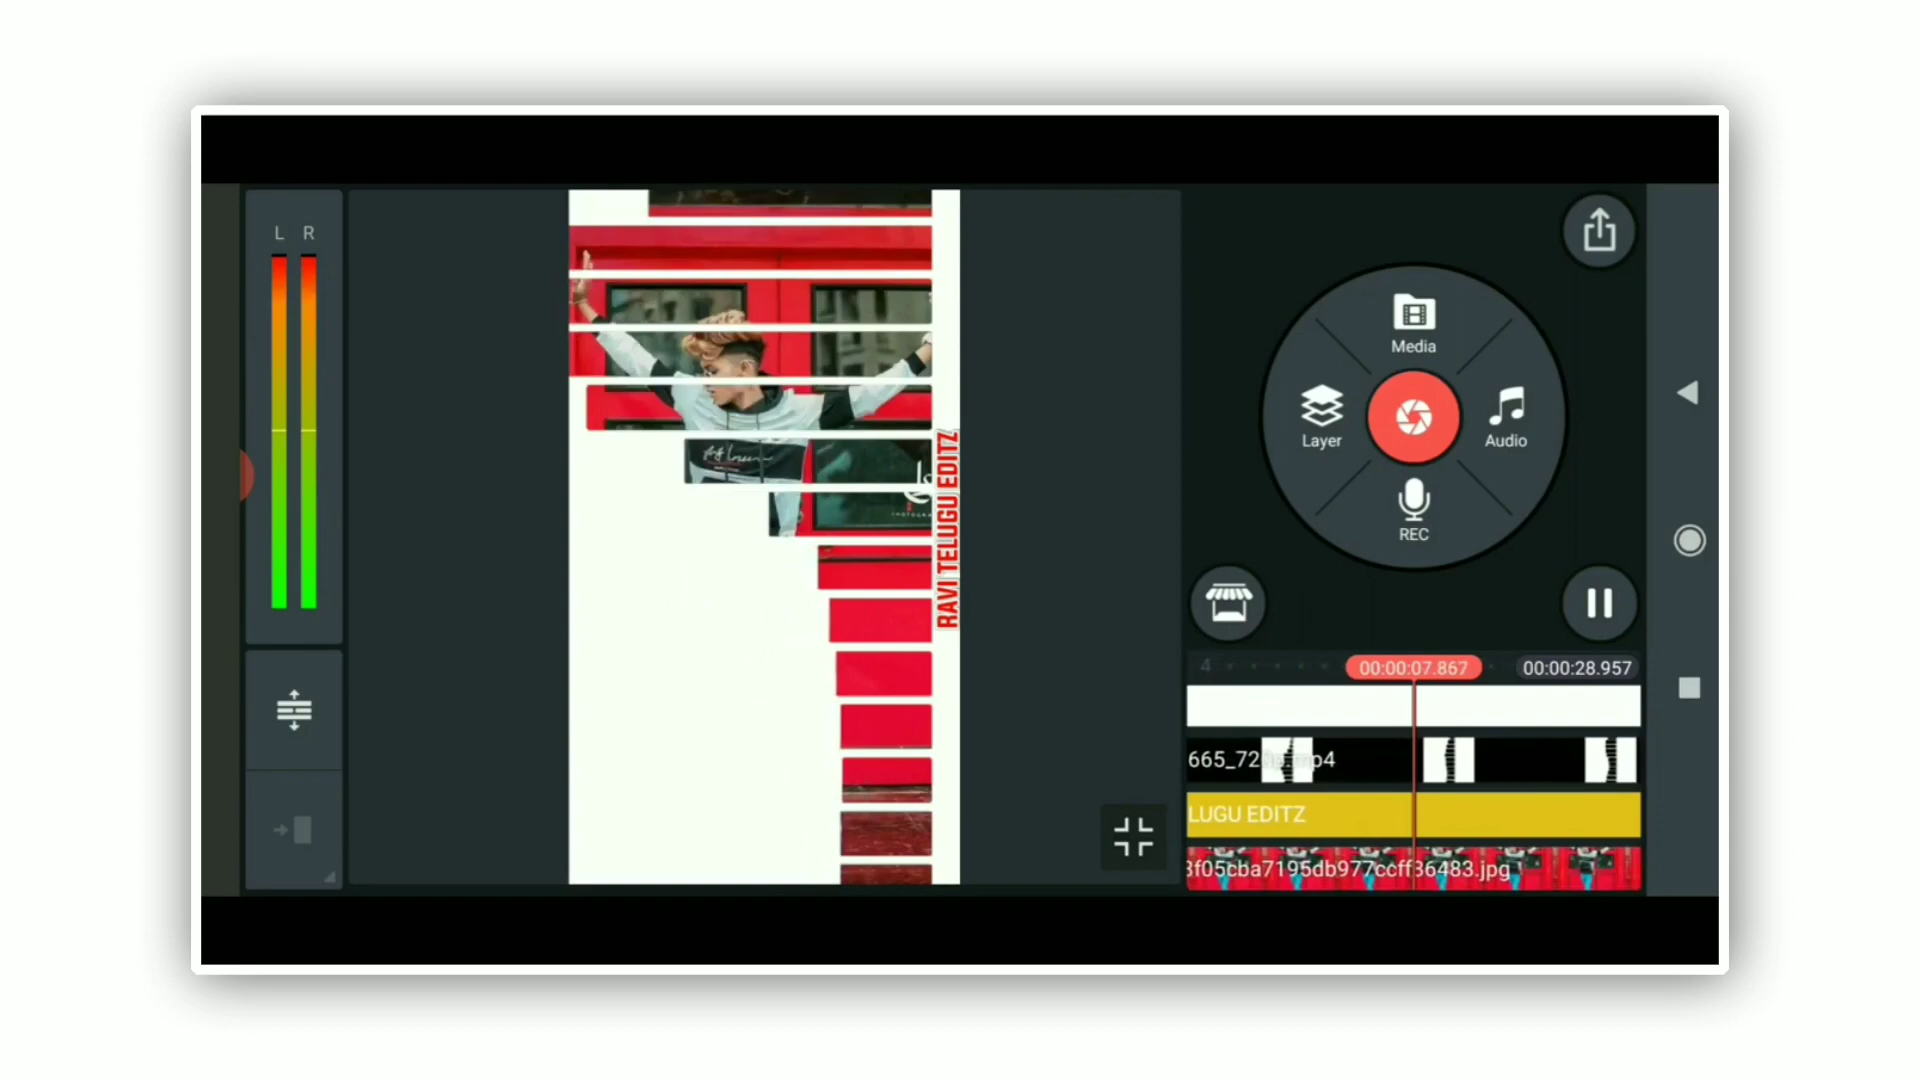 L R
Media
Layer
Audio
REC
RAVI TELUGU EDITZ
4
00:00:07.867
00:00:28.957
LUGU EDITZ
3f05cba7195db977ccff36483.jpg